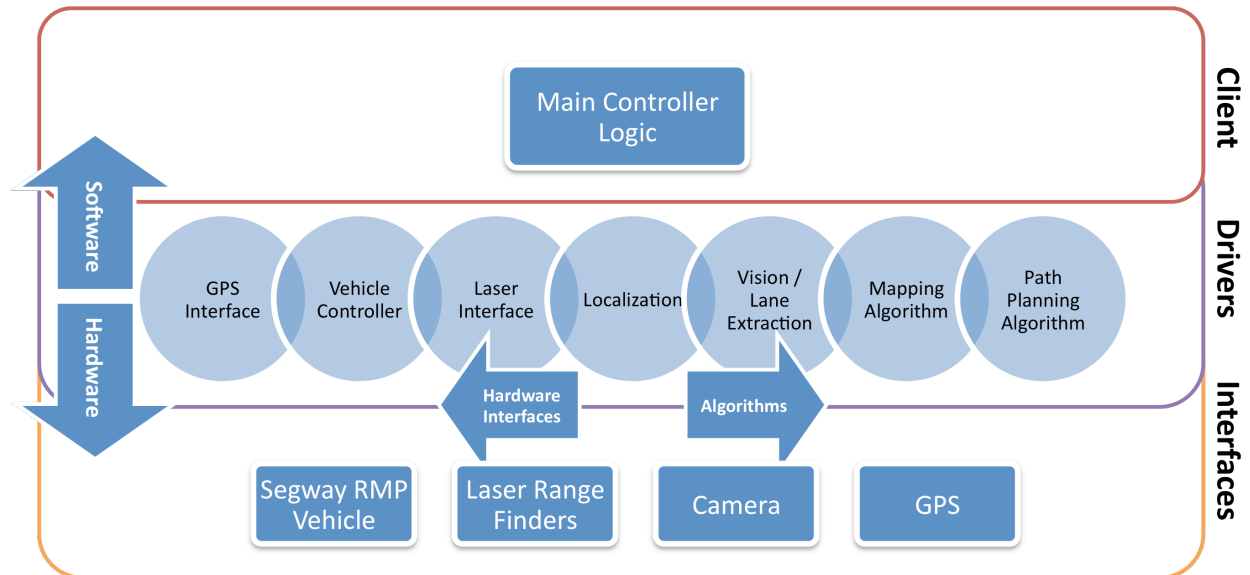 Main Controller
Logic
Client
Software
Hardware
GPS
Interface
Vehicle
Controller
Laser
Interface
Localization
Vision /
Lane
Extraction
Mapping
Algorithm
Path
Planning
Algorithm
Drivers
Hardware
Interfaces
Algorithms
Segway RMP
Vehicle
Laser Range
Finders
Camera
GPS
Interfaces